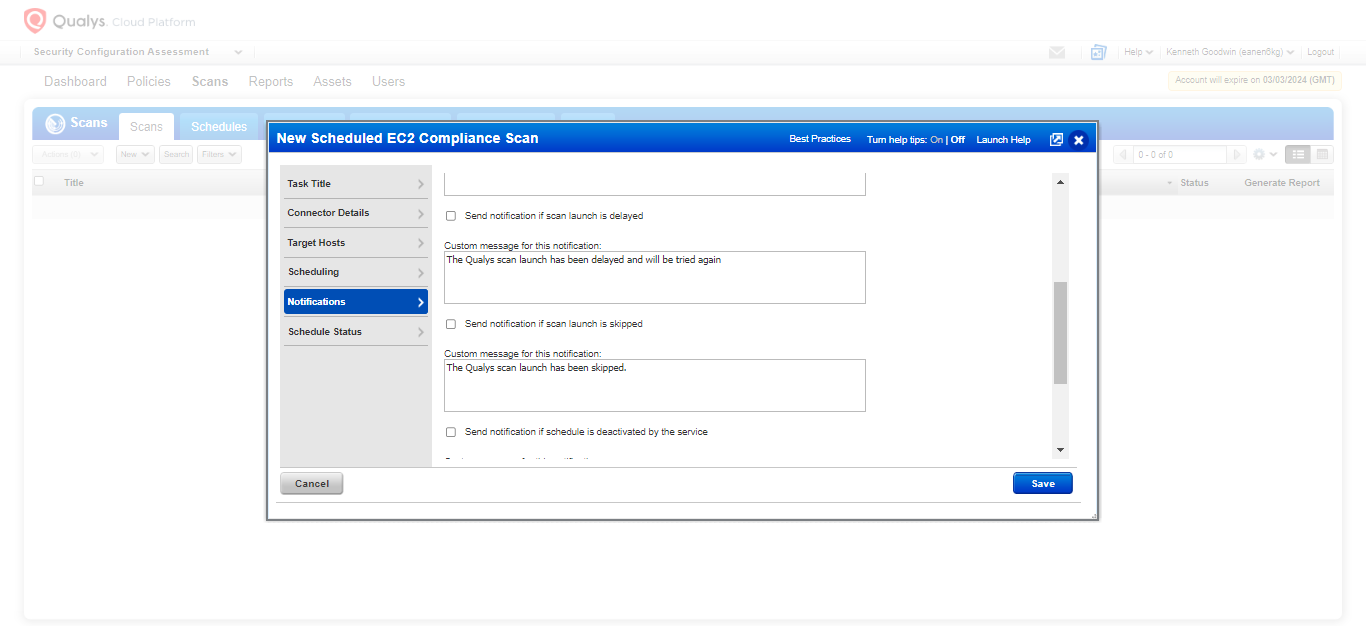 Qualys. Cloud Platform
Security Configuration Assessment
Help
Kenneth Goodwin (eanen6kg)
Logout
Dashboard
Policies
Scans
Reports
Assets
Users
Account will expire on 03/03/2024 (GMT)
Scans
Scans
Schedules
Actions (0)
New
Search
Filters
0 - 0 of 0
Title
Status
Generate Report
New Scheduled EC2 Compliance Scan
Best Practices
Turn help tips: On | Off
Launch Help
Task Title
Connector Details
Target Hosts
Scheduling
Notifications
Schedule Status
Send notification if scan launch is delayed
Custom message for this notification:
The Qualys scan launch has been delayed and will be tried again
Send notification if scan launch is skipped
Custom message for this notification:
The Qualys scan launch has been skipped.
Send notification if schedule is deactivated by the service
Cancel
Save